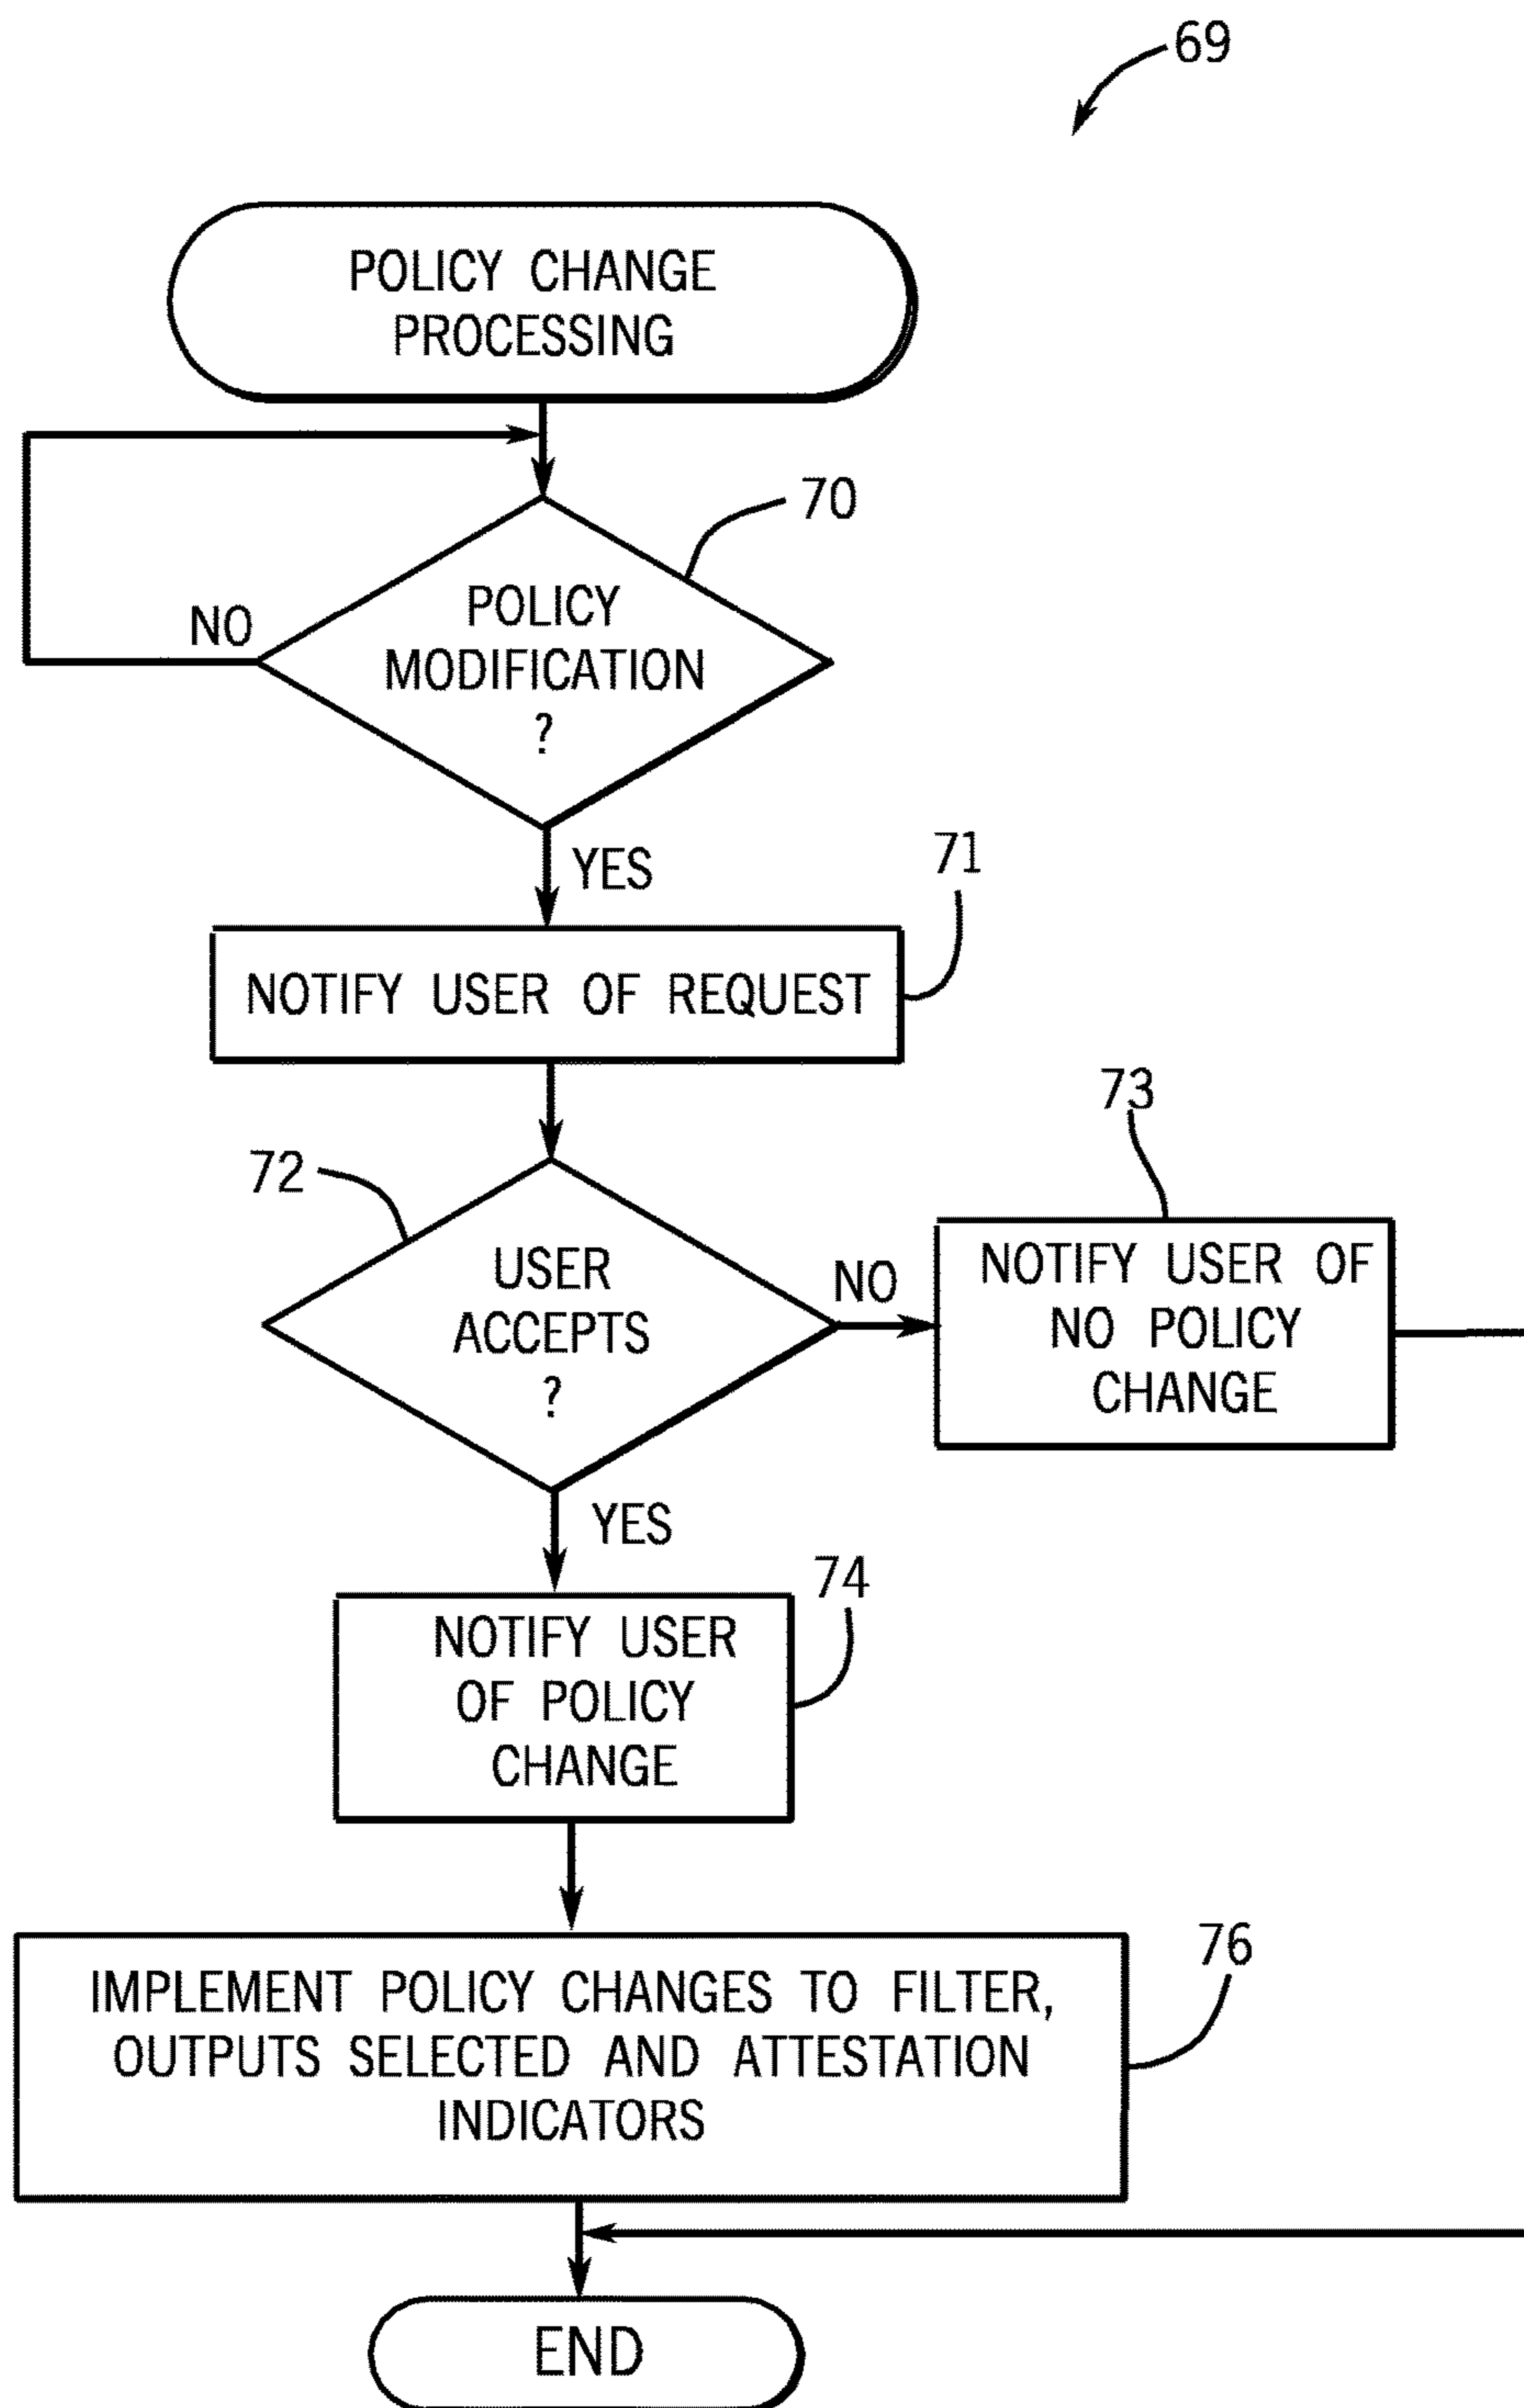 69
POLICY CHANGE
PROCESSING
70
POLICY
MODIFICATION
?
NO
YES
71
NOTIFY USER OF REQUEST
72
USER
ACCEPTS
?
NO
73
NOTIFY USER OF
NO POLICY
CHANGE
YES
74
NOTIFY USER
OF POLICY
CHANGE
76
IMPLEMENT POLICY CHANGES TO FILTER,
OUTPUTS SELECTED AND ATTESTATION
INDICATORS
END